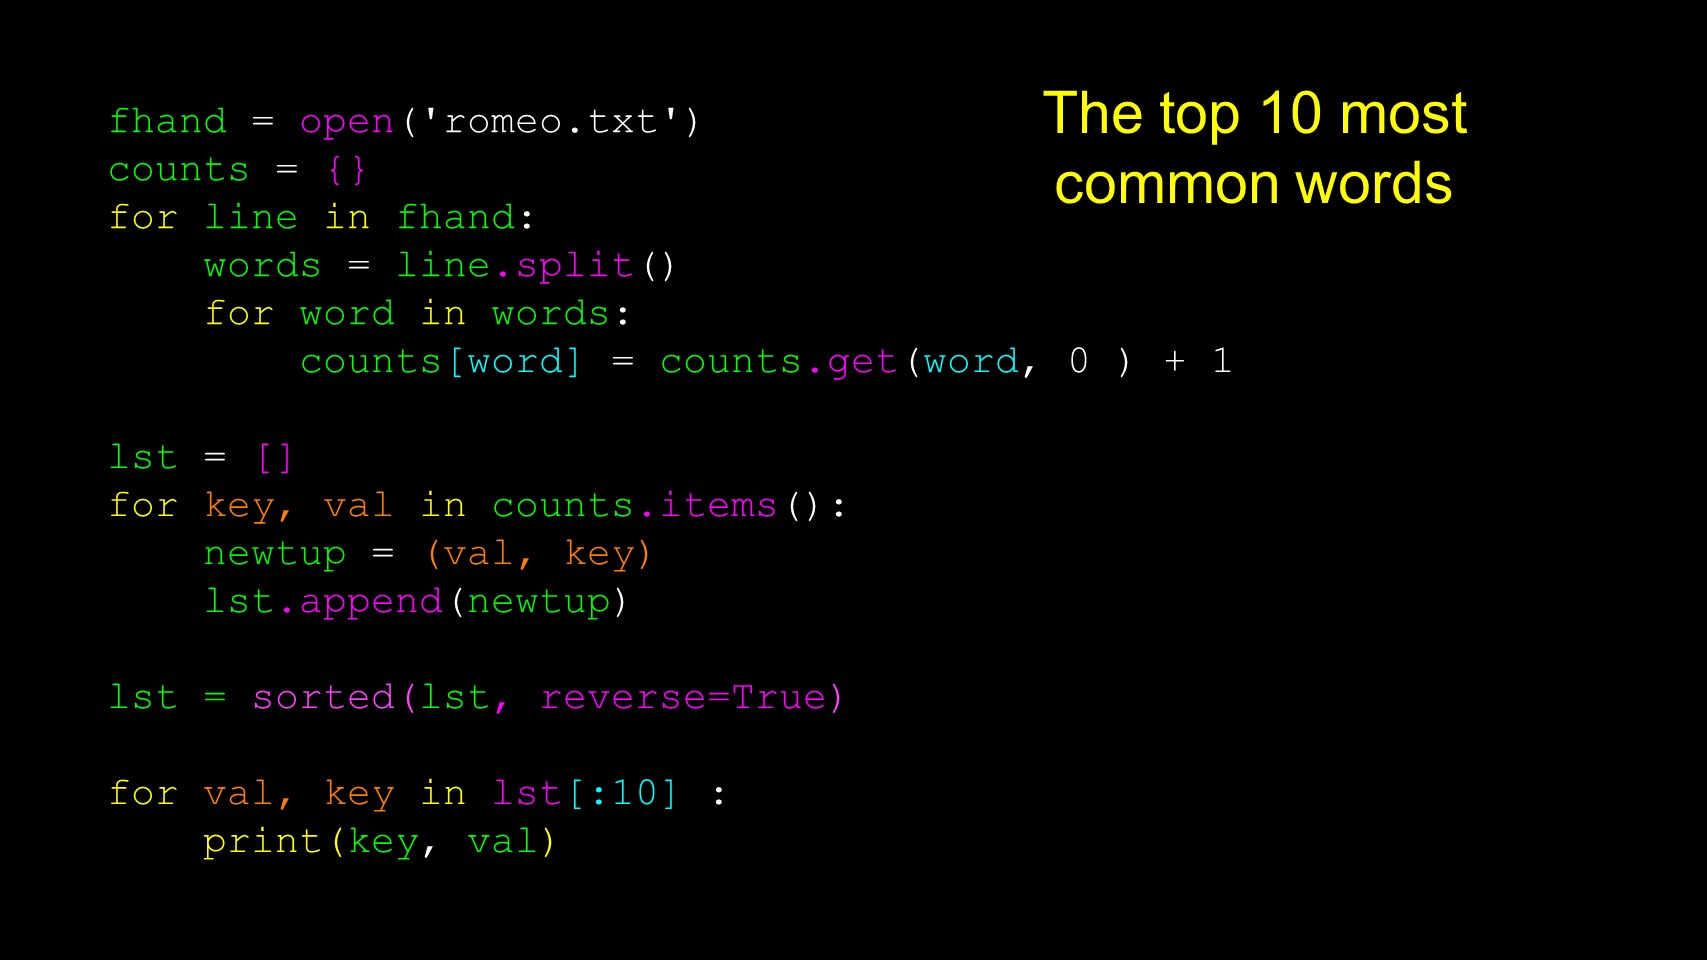 The top 10 most
common words
fhand = open('romeo.txt')
counts = {}
for line in fhand:
    words = line.split()
    for word in words:
        counts[word] = counts.get(word, 0 ) + 1

lst = []
for key, val in counts.items():
    newtup = (val, key)
    lst.append(newtup)

lst = sorted(lst, reverse=True)

for val, key in lst[:10] :
    print(key, val)